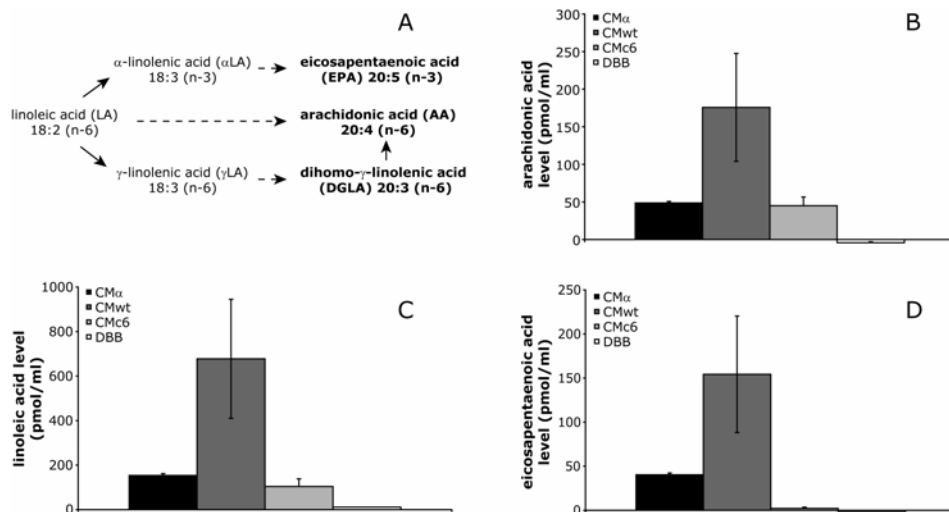 A
α-linolenic acid (αLA)
18:3 (n-3)
eicosapentaenoic acid
(EPA) 20:5 (n-3)
linoleic acid (LA)
18:2 (n-6)
arachidonic acid (AA)
20:4 (n-6)
γ-linolenic acid (γLA)
18:3 (n-6)
dihomo-γ-linolenic acid
(DGLA) 20:3 (n-6)
B
CMα
CMwt
CMc6
DBB
arachidonic acid
level (pmol/ml)
300
250
200
150
100
50
0
C
CMα
CMwt
CMc6
DBB
linoleic acid level
(pmol/ml)
1000
800
600
400
200
0
D
CMα
CMwt
CMc6
DBB
eicosapentaenoic acid
level (pmol/ml)
250
200
150
100
50
0